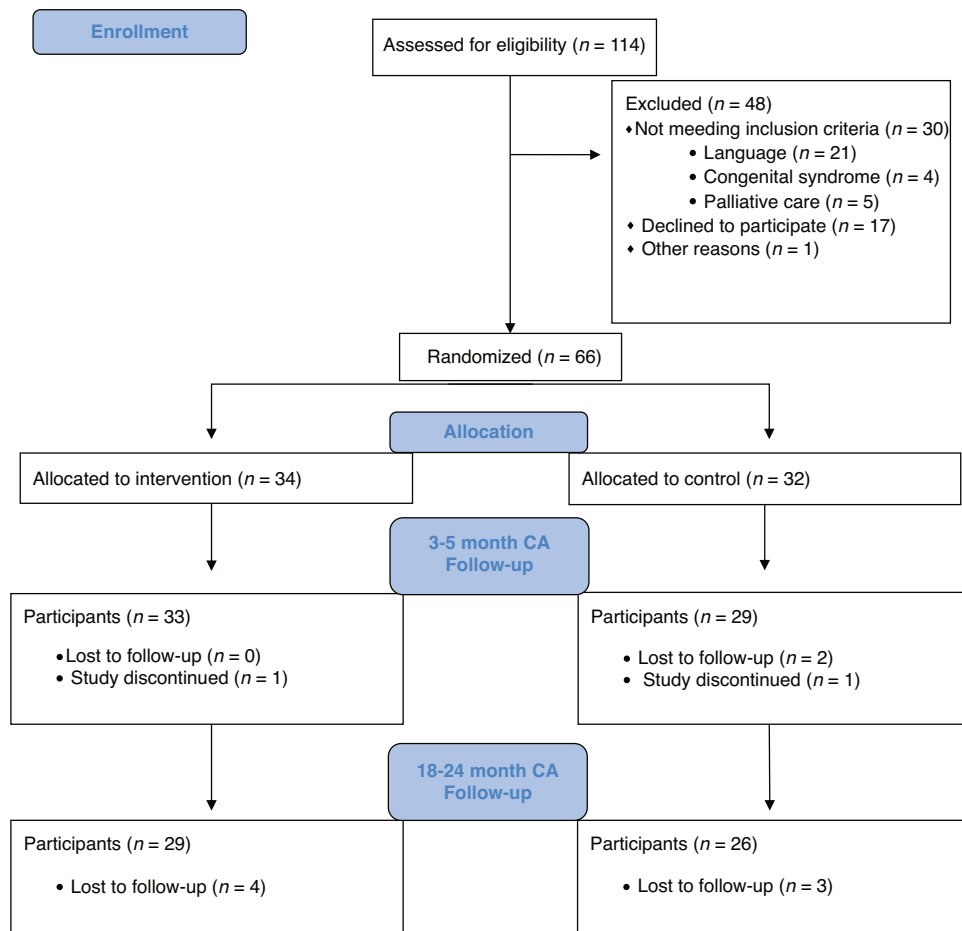 Enrollment
Assessed for eligibility (n = 114)
Excluded (n = 48)
♦Not meeding inclusion criteria (n = 30)
• Language (n = 21)
• Congenital syndrome (n = 4)
• Palliative care (n = 5)
♦ Declined to participate (n = 17)
♦ Other reasons (n = 1)
Randomized (n = 66)
Allocation
Allocated to intervention (n = 34)
Allocated to control (n = 32)
3-5 month CA
Follow-up
Participants (n = 33)
•Lost to follow-up (n = 0)
• Study discontinued (n = 1)
Participants (n = 29)
• Lost to follow-up (n = 2)
• Study discontinued (n = 1)
18-24 month CA
Follow-up
Participants (n = 29)
• Lost to follow-up (n = 4)
Participants (n = 26)
• Lost to follow-up (n = 3)